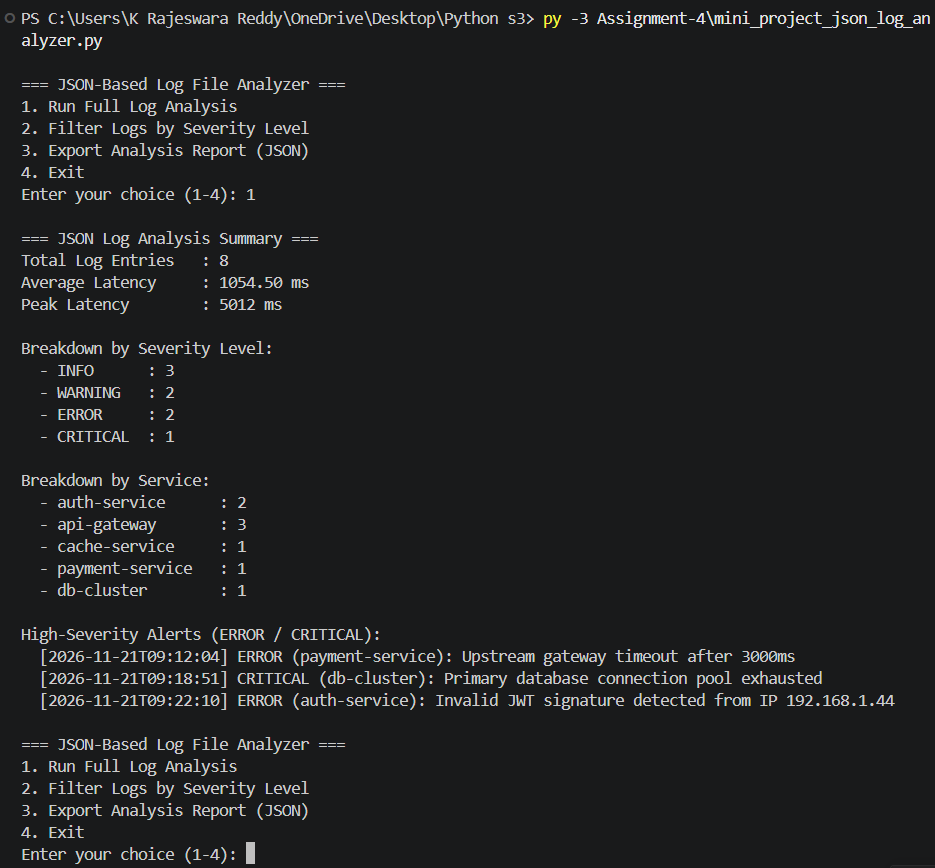 PS C:\Users\K Rajeswara Reddy\OneDrive\Desktop\Python s3> py -3 Assignment-4\mini_project_json_log_an
alyzer.py
=== JSON-Based Log File Analyzer ===
1. Run Full Log Analysis
2. Filter Logs by Severity Level
3. Export Analysis Report (JSON)
4. Exit
Enter your choice (1-4): 1
=== JSON Log Analysis Summary ===
Total Log Entries   : 8
Average Latency     : 1054.50 ms
Peak Latency        : 5012 ms
Breakdown by Severity Level:
  - INFO      : 3
  - WARNING   : 2
  - ERROR     : 2
  - CRITICAL  : 1
Breakdown by Service:
  - auth-service      : 2
  - api-gateway       : 3
  - cache-service     : 1
  - payment-service   : 1
  - db-cluster        : 1
High-Severity Alerts (ERROR / CRITICAL):
  [2026-11-21T09:12:04] ERROR (payment-service): Upstream gateway timeout after 3000ms
  [2026-11-21T09:18:51] CRITICAL (db-cluster): Primary database connection pool exhausted
  [2026-11-21T09:22:10] ERROR (auth-service): Invalid JWT signature detected from IP 192.168.1.44
=== JSON-Based Log File Analyzer ===
1. Run Full Log Analysis
2. Filter Logs by Severity Level
3. Export Analysis Report (JSON)
4. Exit
Enter your choice (1-4):